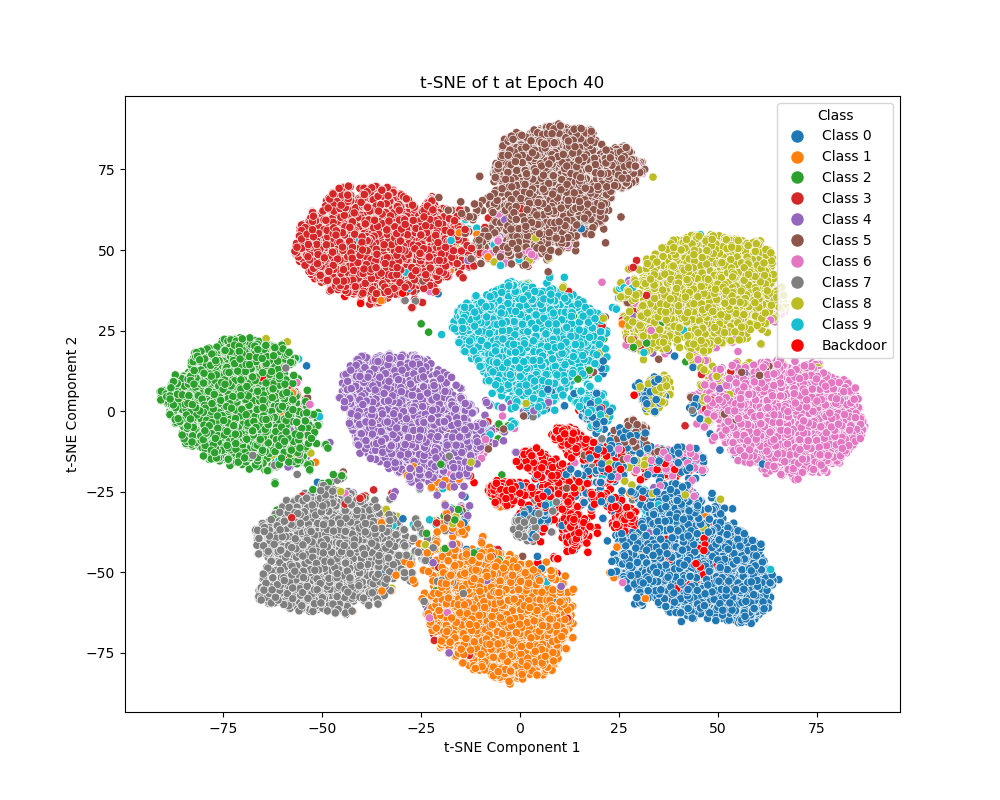 t-SNE of t at Epoch 40
Class
Class 0
Class 1
Class 2
Class 3
Class 4
Class 5
Class 6
Class 7
Class 8
Class 9
Backdoor
75
50
25
0
−25
−50
−75
t-SNE Component 2
−75 −50 −25 0 25 50 75
t-SNE Component 1